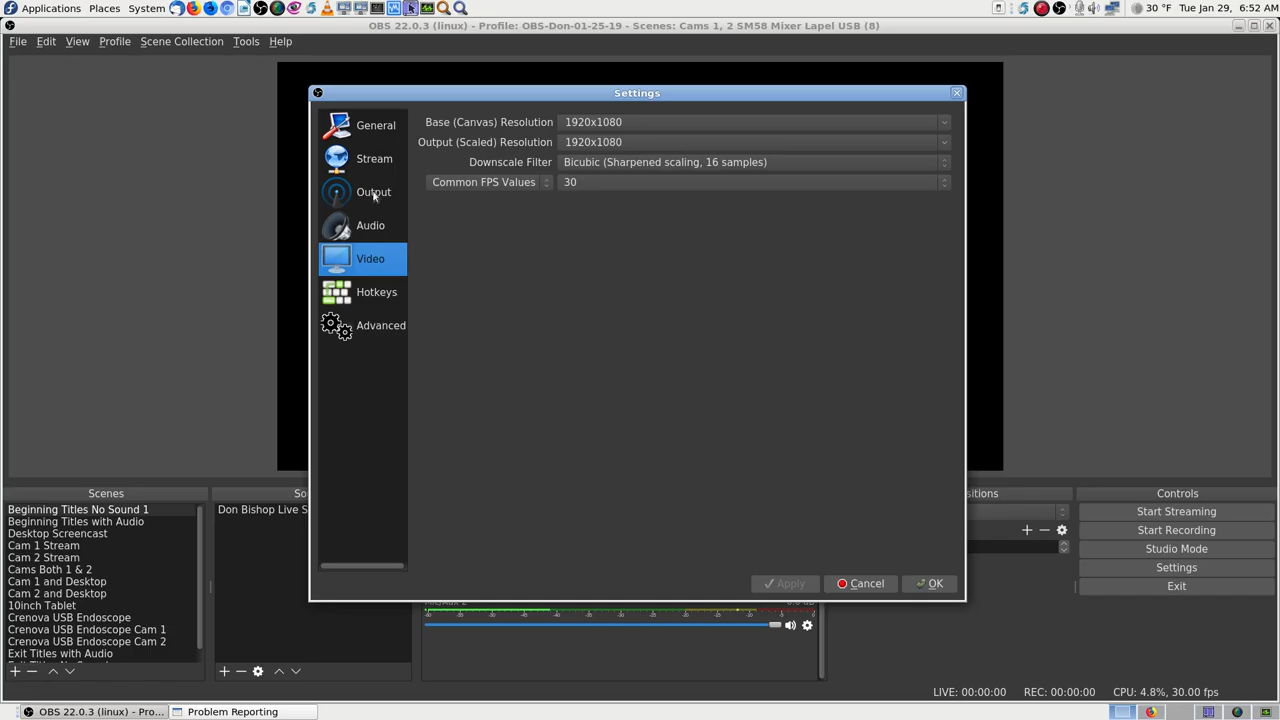 Applications Places System
30 °F Tue Jan 29, 6:52 AM
OBS 22.0.3 (linux) - Profile: OBS-Don-01-25-19 - Scenes: Cams 1, 2 SM58 Mixer Lapel USB (8)
File Edit View Profile Scene Collection Tools Help
Settings
General
Stream
Output
Audio
Video
Hotkeys
Advanced
Base (Canvas) Resolution 1920x1080
Output (Scaled) Resolution 1920x1080
Downscale Filter Bicubic (Sharpened scaling, 16 samples)
Common FPS Values 30
Apply Cancel OK
Scenes
Beginning Titles No Sound 1
Beginning Titles with Audio
Desktop Screencast
Cam 1 Stream
Cam 2 Stream
Cams Both 1 & 2
Cam 1 and Desktop
Cam 2 and Desktop
10inch Tablet
Crenova USB Endoscope
Crenova USB Endoscope Cam 1
Crenova USB Endoscope Cam 2
Exit Titles with Audio
So
Don Bishop Live S
sitions
Controls
Start Streaming
Start Recording
Studio Mode
Settings
Exit
LIVE: 00:00:00 REC: 00:00:00 CPU: 4.8%, 30.00 fps
OBS 22.0.3 (linux) - Pro... Problem Reporting